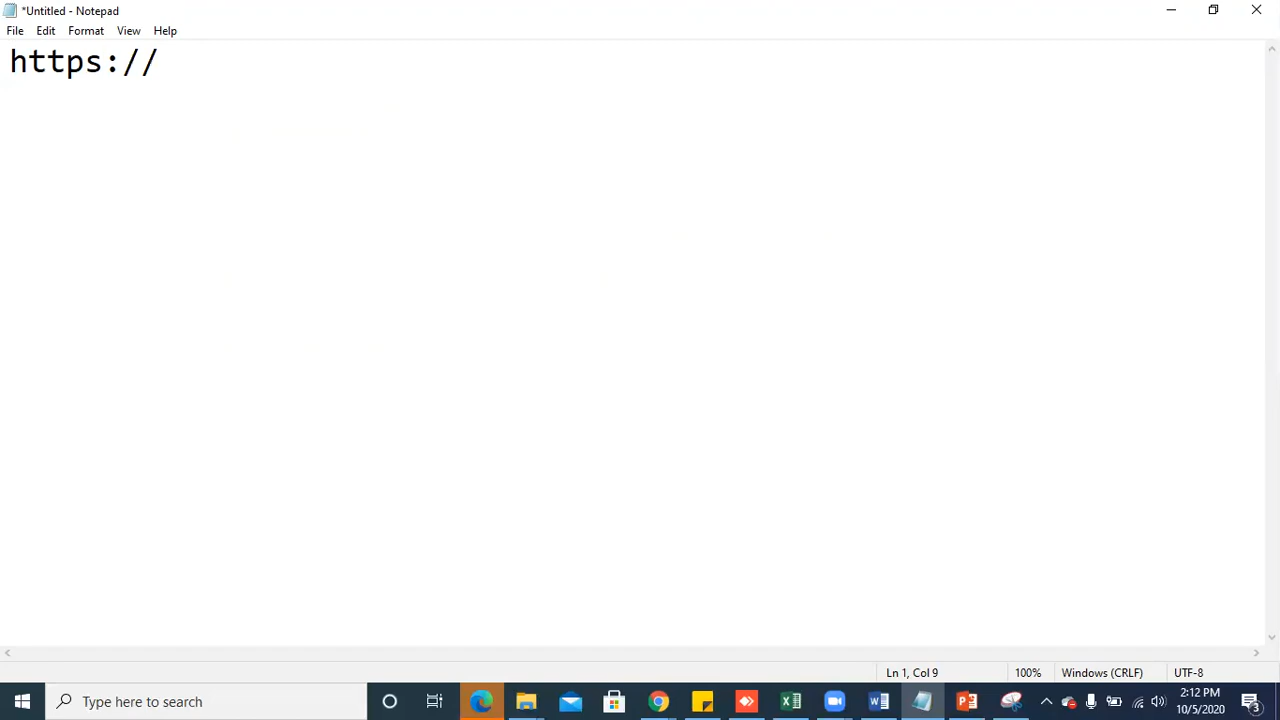 *Untitled - Notepad
File Edit Format View Help
https://
Ln 1, Col 9 100% Windows (CRLF) UTF-8
Type here to search
2:12 PM
10/5/2020
3